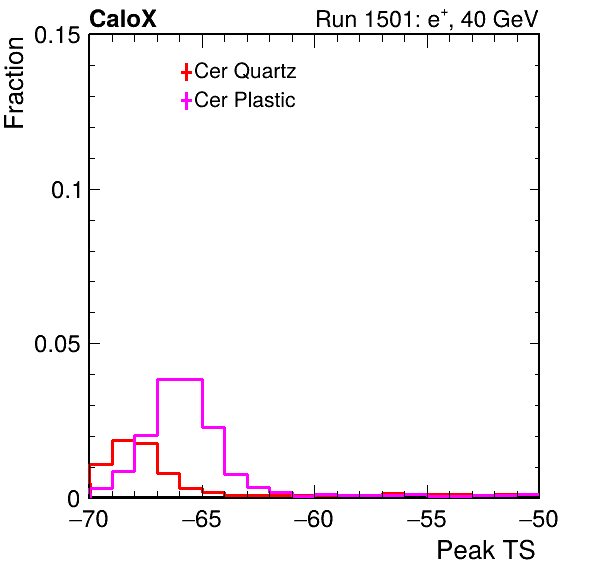 CaloX Run 1501: e⁺, 40 GeV
Fraction
0.15
Cer Quartz
Cer Plastic
0.1
0.05
0
−70 −65 −60 −55 −50
Peak TS